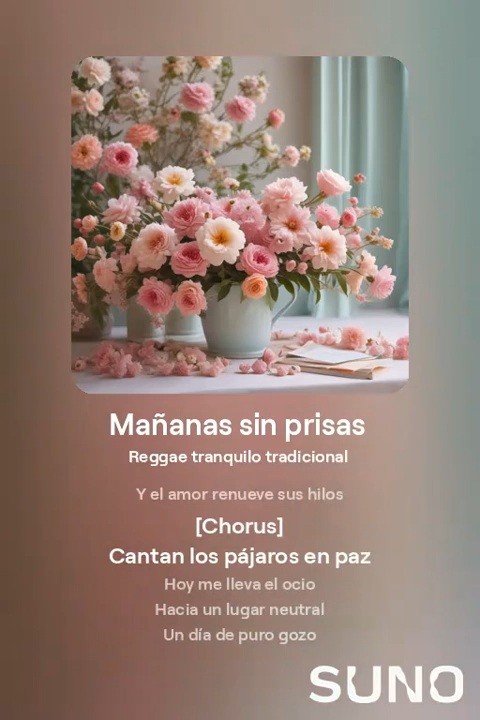 Mañanas sin prisas
Reggae tranquilo tradicional
Y el amor renueve sus hilos
[Chorus]
Cantan los pájaros en paz
Hoy me lleva el ocio
Hacia un lugar neutral
Un día de puro gozo
SUNO